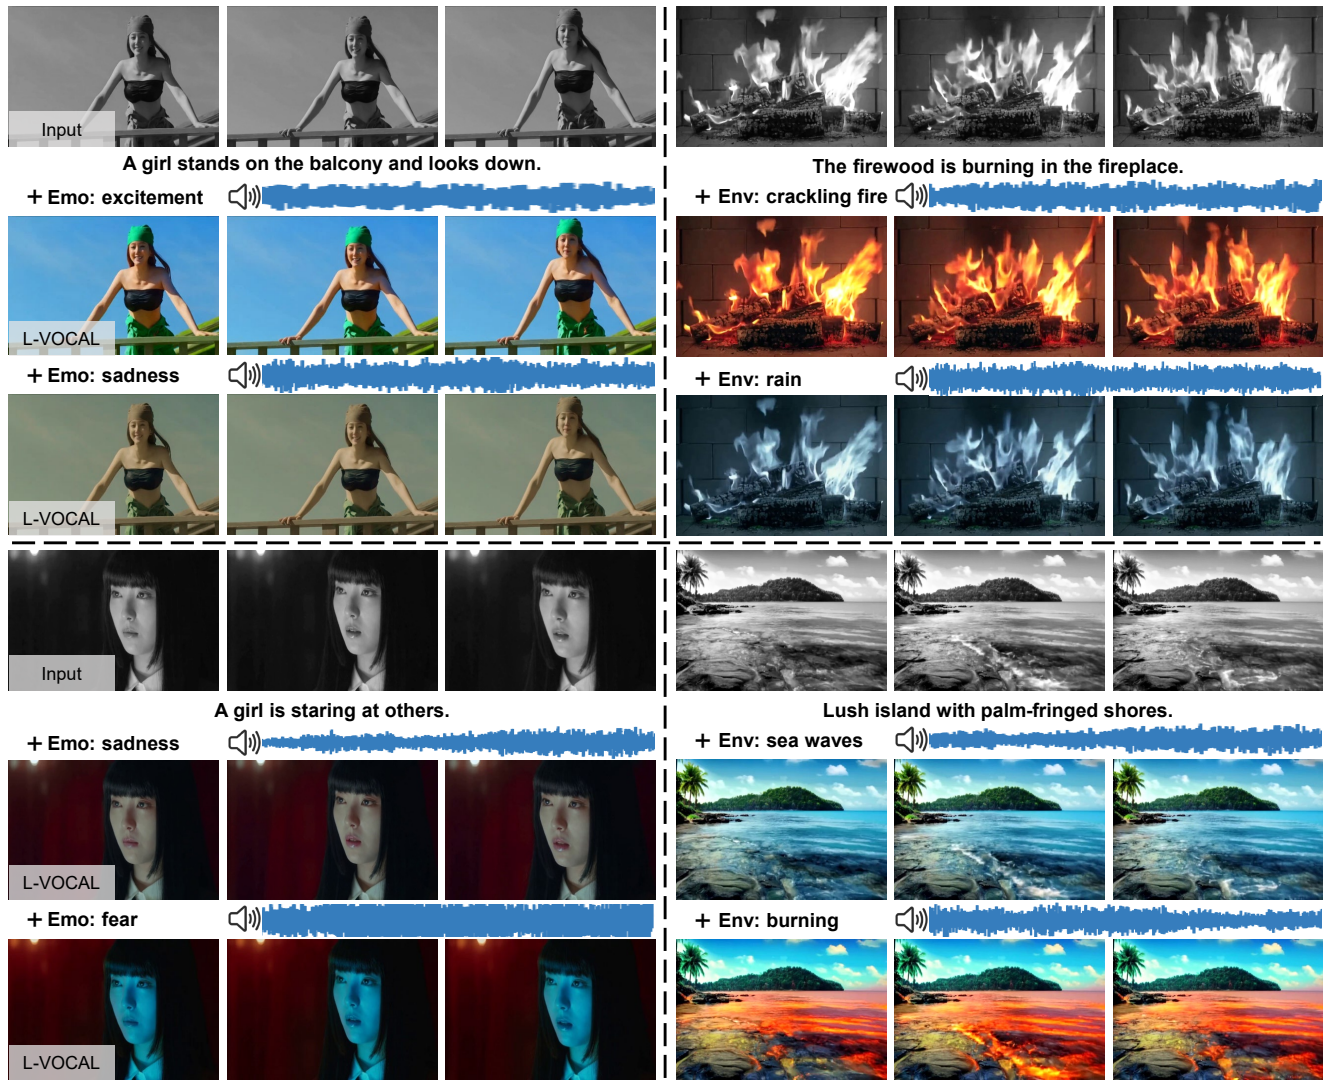 Input
A girl stands on the balcony and looks down.
+ Emo: excitement
L-VOCAL
+ Emo: sadness
L-VOCAL
The firewood is burning in the fireplace.
+ Env: crackling fire
+ Env: rain
Input
A girl is staring at others.
+ Emo: sadness
L-VOCAL
+ Emo: fear
L-VOCAL
Lush island with palm-fringed shores.
+ Env: sea waves
+ Env: burning